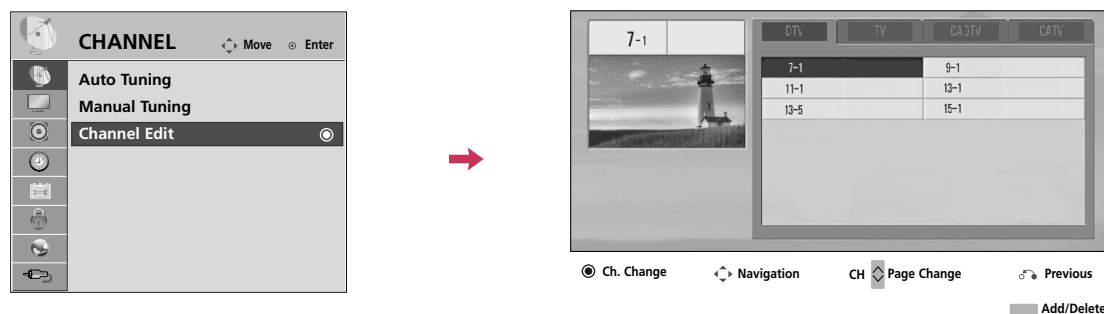 CHANNEL
Move
Enter
Auto Tuning
Manual Tuning
Channel Edit
7-1
DTV TV CADTV CATV
7-1 9-1
11-1 13-1
13-5 15-1
Ch. Change Navigation CH Page Change Previous
Add/Delete